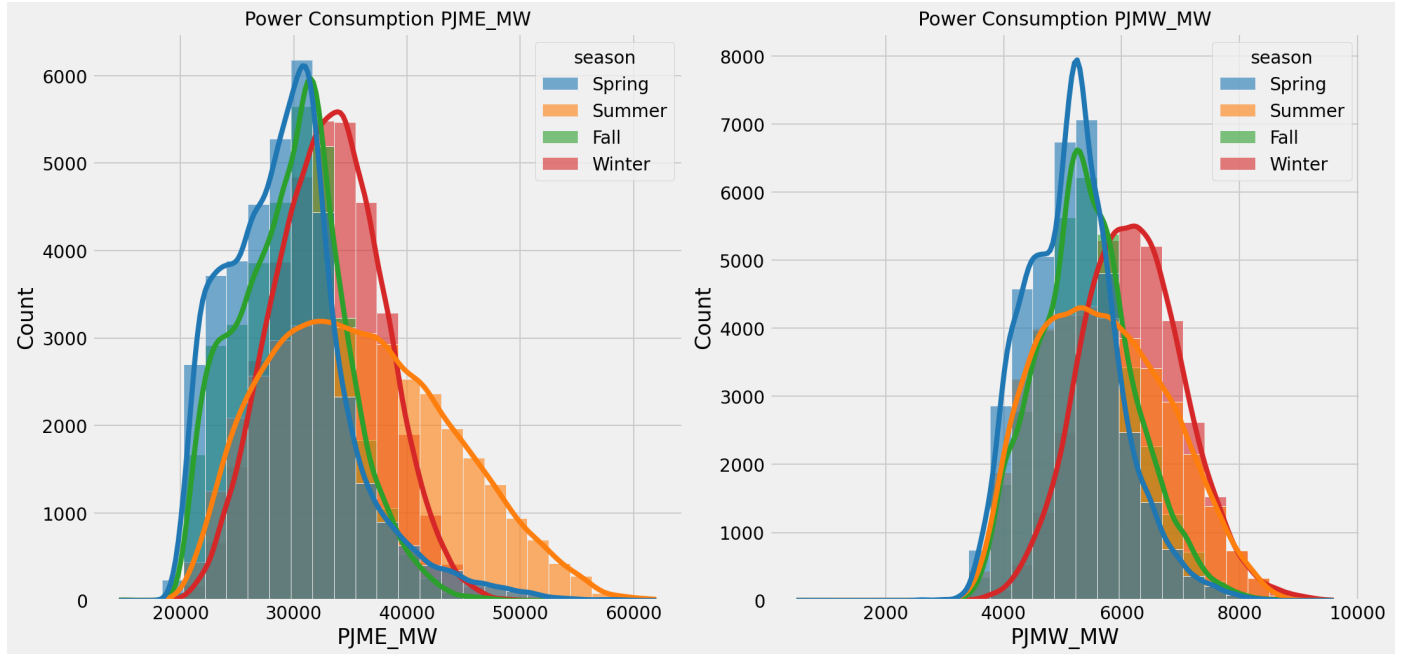 Power Consumption PJME_MW
6000
5000
4000
3000
2000
1000
0
Count
20000 30000 40000 50000 60000
PJME_MW
season
Spring
Summer
Fall
Winter
Power Consumption PJMW_MW
8000
7000
6000
5000
4000
3000
2000
1000
0
Count
2000 4000 6000 8000 10000
PJMW_MW
season
Spring
Summer
Fall
Winter